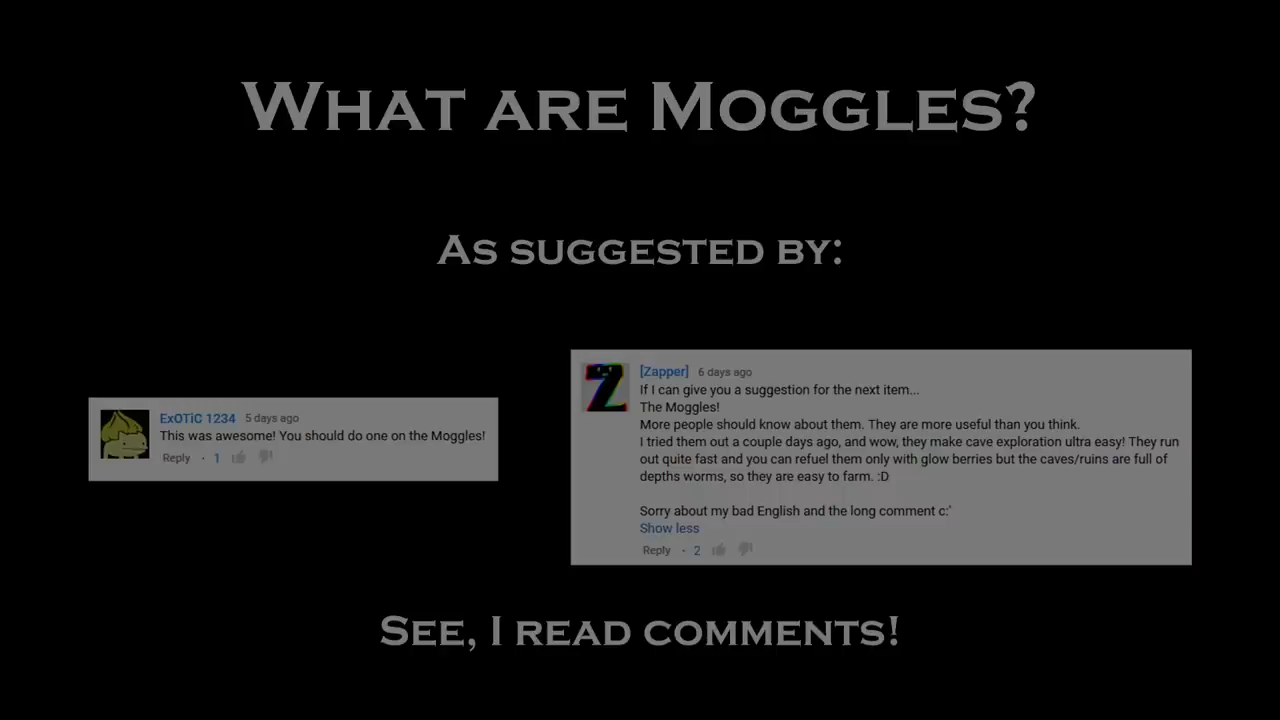 WHAT ARE MOGGLES?
AS SUGGESTED BY:
ExOTiC 1234 5 days ago
This was awesome! You should do one on the Moggles!
Reply · 1
[Zapper] 6 days ago
If I can give you a suggestion for the next item...
The Moggles!
More people should know about them. They are more useful than you think.
I tried them out a couple days ago, and wow, they make cave exploration ultra easy! They run
out quite fast and you can refuel them only with glow berries but the caves/ruins are full of
depths worms, so they are easy to farm. :D
Sorry about my bad English and the long comment c:'
Show less
Reply · 2
SEE, I READ COMMENTS!